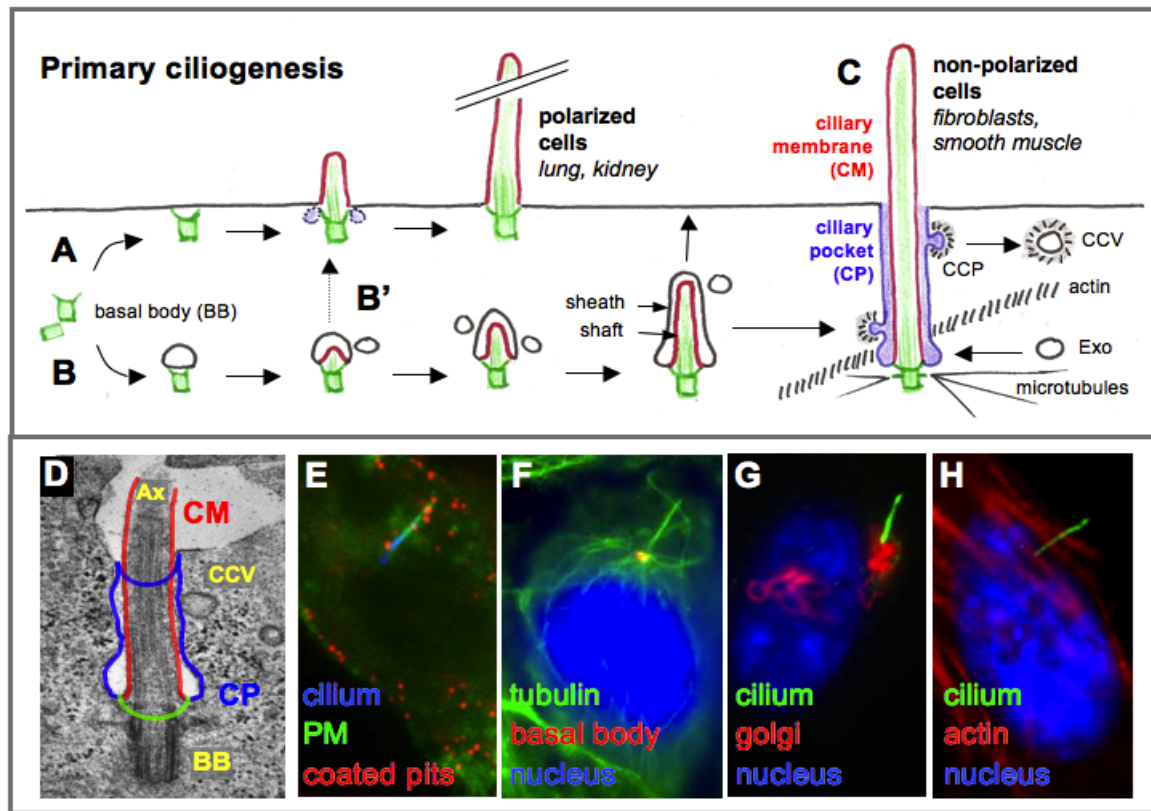 Primary ciliogenesis
A
B
B'
basal body (BB)
polarized
cells
lung, kidney
sheath
shaft
C
non-polarized
cells
fibroblasts,
smooth muscle
ciliary
membrane
(CM)
ciliary
pocket
(CP)
CCP
CCV
actin
Exo
microtubules
D
Ax
CM
CCV
CP
BB
E
cilium
PM
coated pits
F
tubulin
basal body
nucleus
G
cilium
golgi
nucleus
H
cilium
actin
nucleus